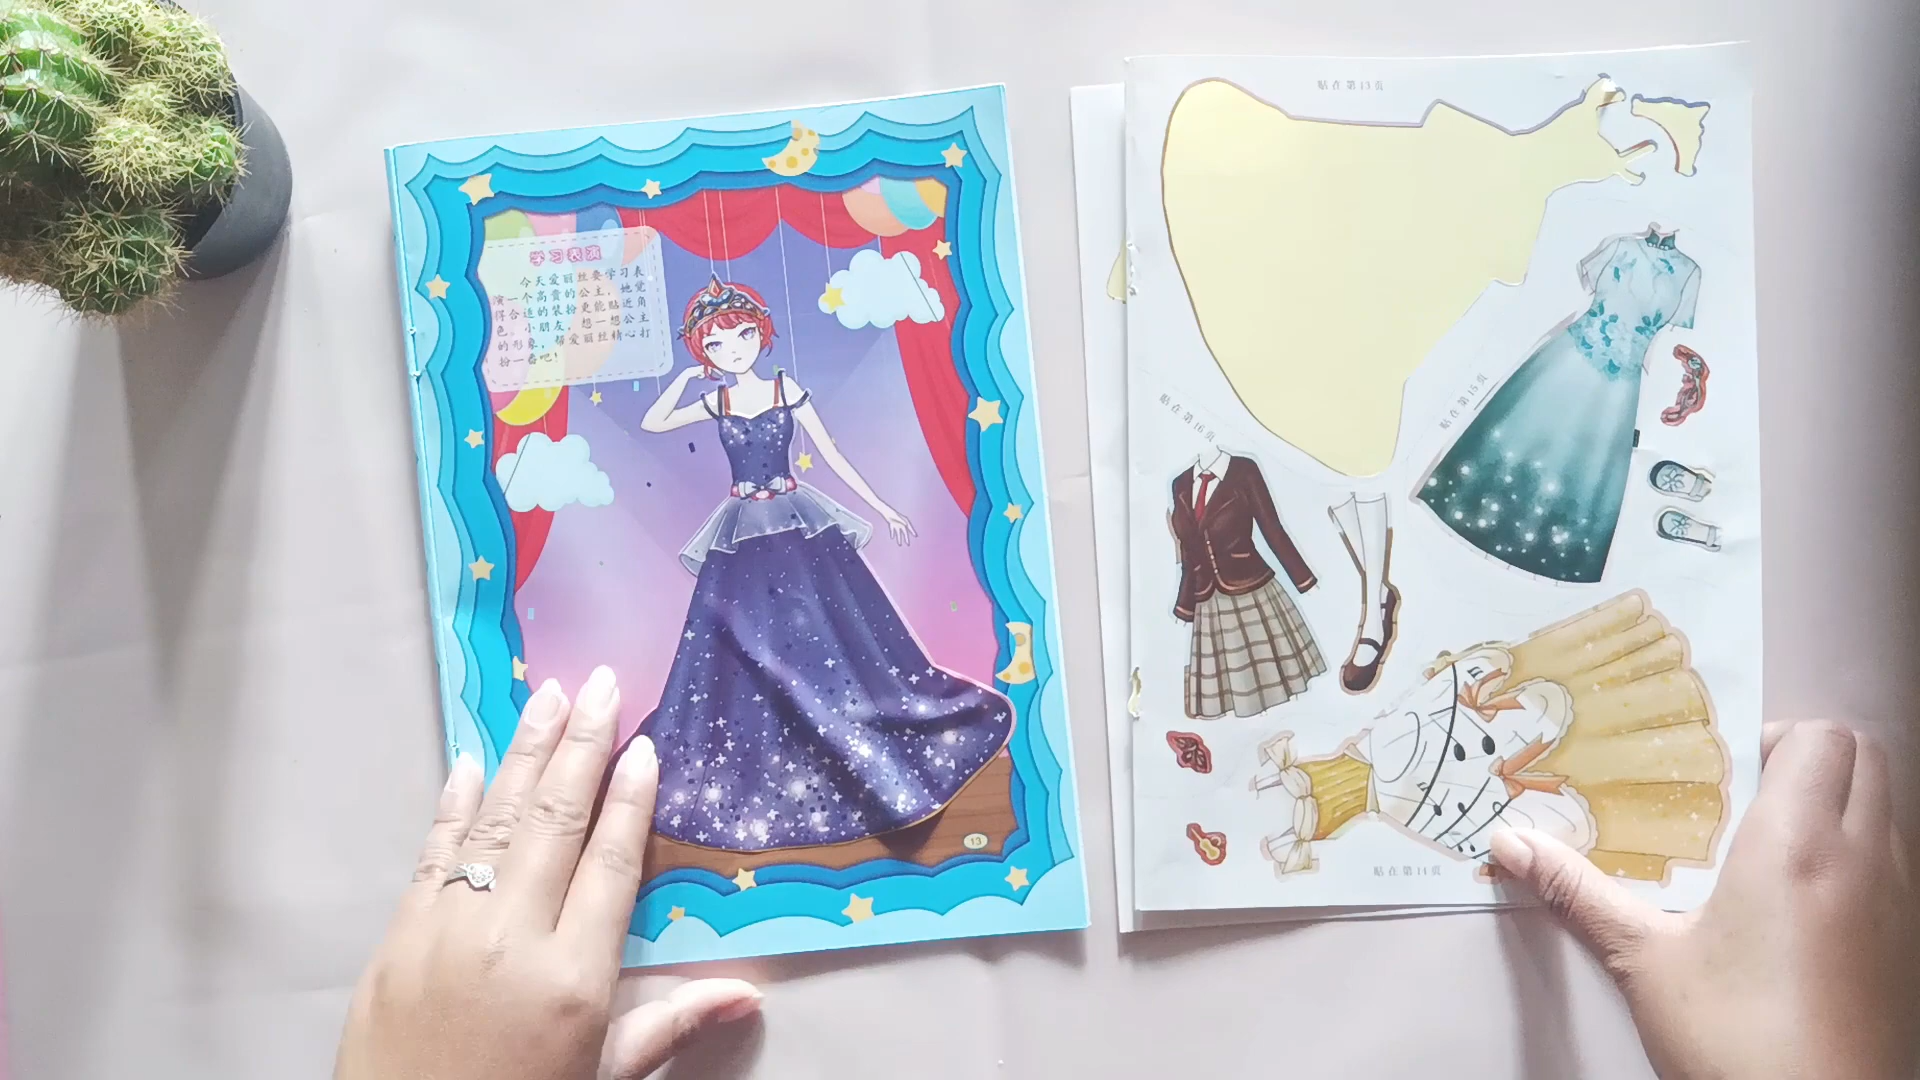 学习表演
今天爱丽丝要学习表
演一个高贵的公主，她觉
得合适的装扮更能贴近角
色。小朋友，想一想公主
的形象，帮爱丽丝精心打
扮一番吧！
13
贴在第13页
贴在第15页
贴在第16页
贴在第14页